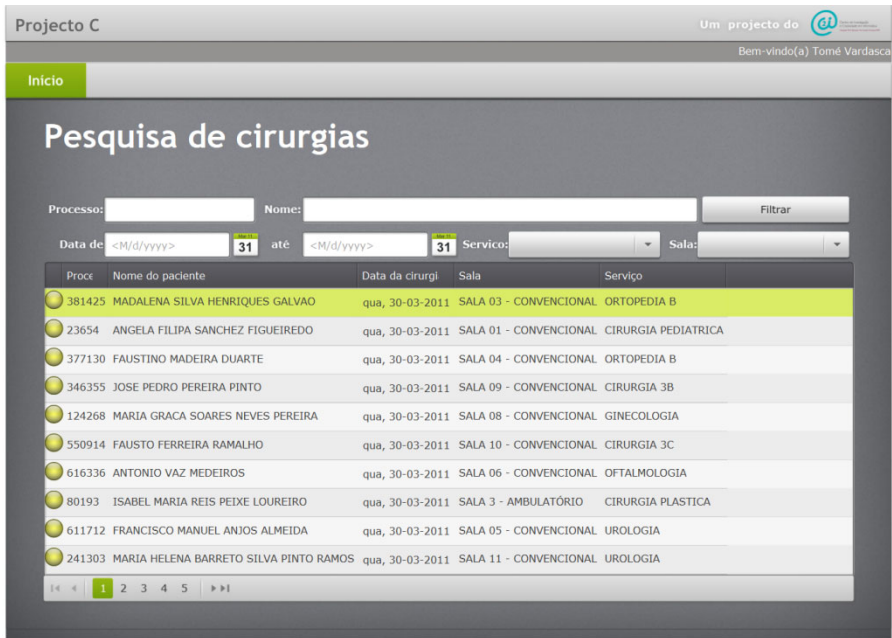 Projecto C
Um projecto do
Bem-vindo(a) Tomé Vardasca
Início
Pesquisa de cirurgias
Processo: Nome: Filtrar
Data de <M/d/yyyy> 31 até <M/d/yyyy> 31 Servico: Sala:
Proce Nome do paciente Data da cirurgi Sala Serviço
381425 MADALENA SILVA HENRIQUES GALVAO qua, 30-03-2011 SALA 03 - CONVENCIONAL ORTOPEDIA B
23654 ANGELA FILIPA SANCHEZ FIGUEIREDO qua, 30-03-2011 SALA 01 - CONVENCIONAL CIRURGIA PEDIATRICA
377130 FAUSTINO MADEIRA DUARTE qua, 30-03-2011 SALA 04 - CONVENCIONAL ORTOPEDIA B
346355 JOSE PEDRO PEREIRA PINTO qua, 30-03-2011 SALA 09 - CONVENCIONAL CIRURGIA 3B
124268 MARIA GRACA SOARES NEVES PEREIRA qua, 30-03-2011 SALA 08 - CONVENCIONAL GINECOLOGIA
550914 FAUSTO FERREIRA RAMALHO qua, 30-03-2011 SALA 10 - CONVENCIONAL CIRURGIA 3C
616336 ANTONIO VAZ MEDEIROS qua, 30-03-2011 SALA 06 - CONVENCIONAL OFTALMOLOGIA
80193 ISABEL MARIA REIS PEIXE LOUREIRO qua, 30-03-2011 SALA 3 - AMBULATÓRIO CIRURGIA PLASTICA
611712 FRANCISCO MANUEL ANJOS ALMEIDA qua, 30-03-2011 SALA 05 - CONVENCIONAL UROLOGIA
241303 MARIA HELENA BARRETO SILVA PINTO RAMOS qua, 30-03-2011 SALA 11 - CONVENCIONAL UROLOGIA
1 2 3 4 5